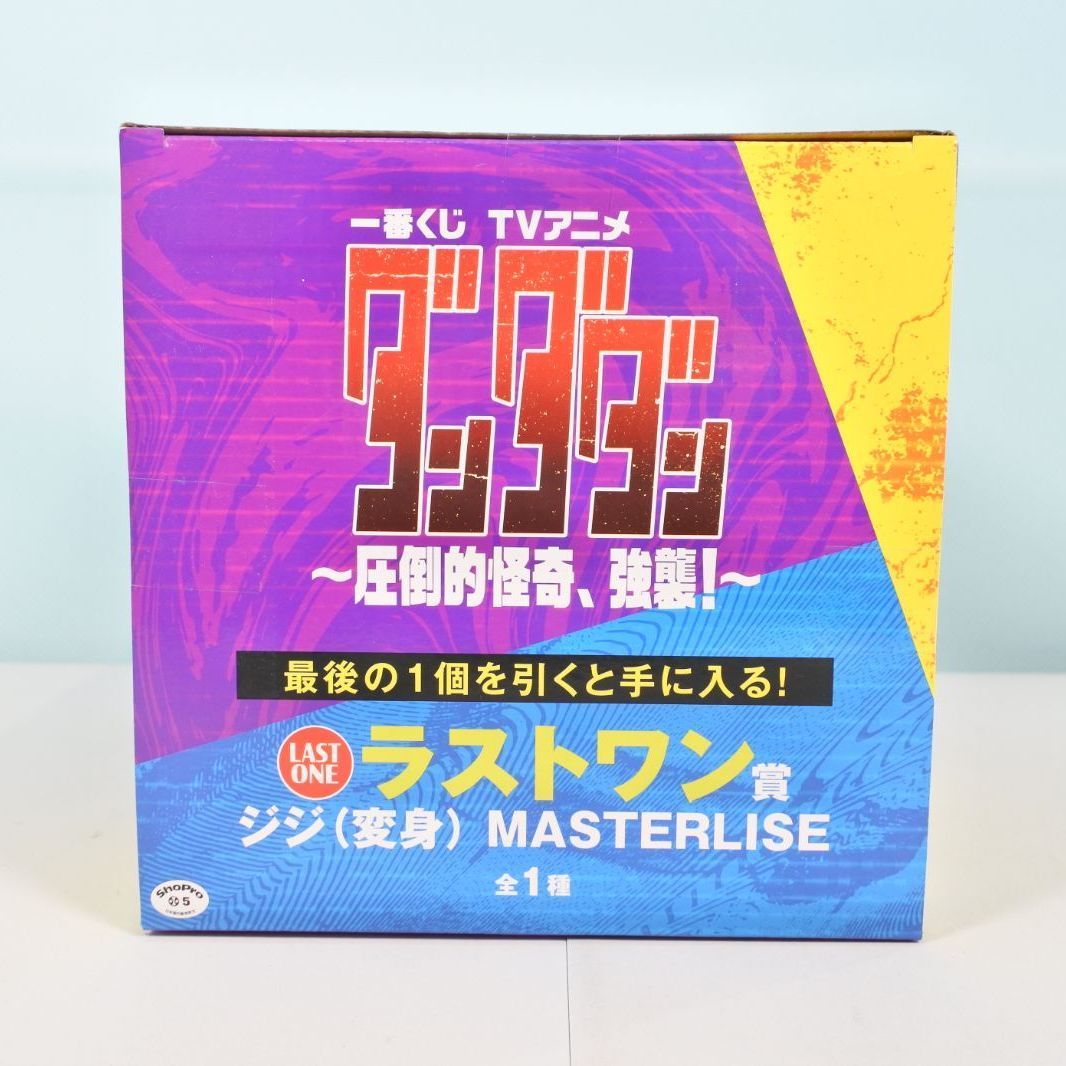 一番くじ TVアニメ
ダンダダン
～圧倒的怪奇、強襲!～
最後の1個を引くと手に入る!
LAST
ONE
ラストワン賞
ジジ(変身) MASTERLISE
全1種
ShoPro
5